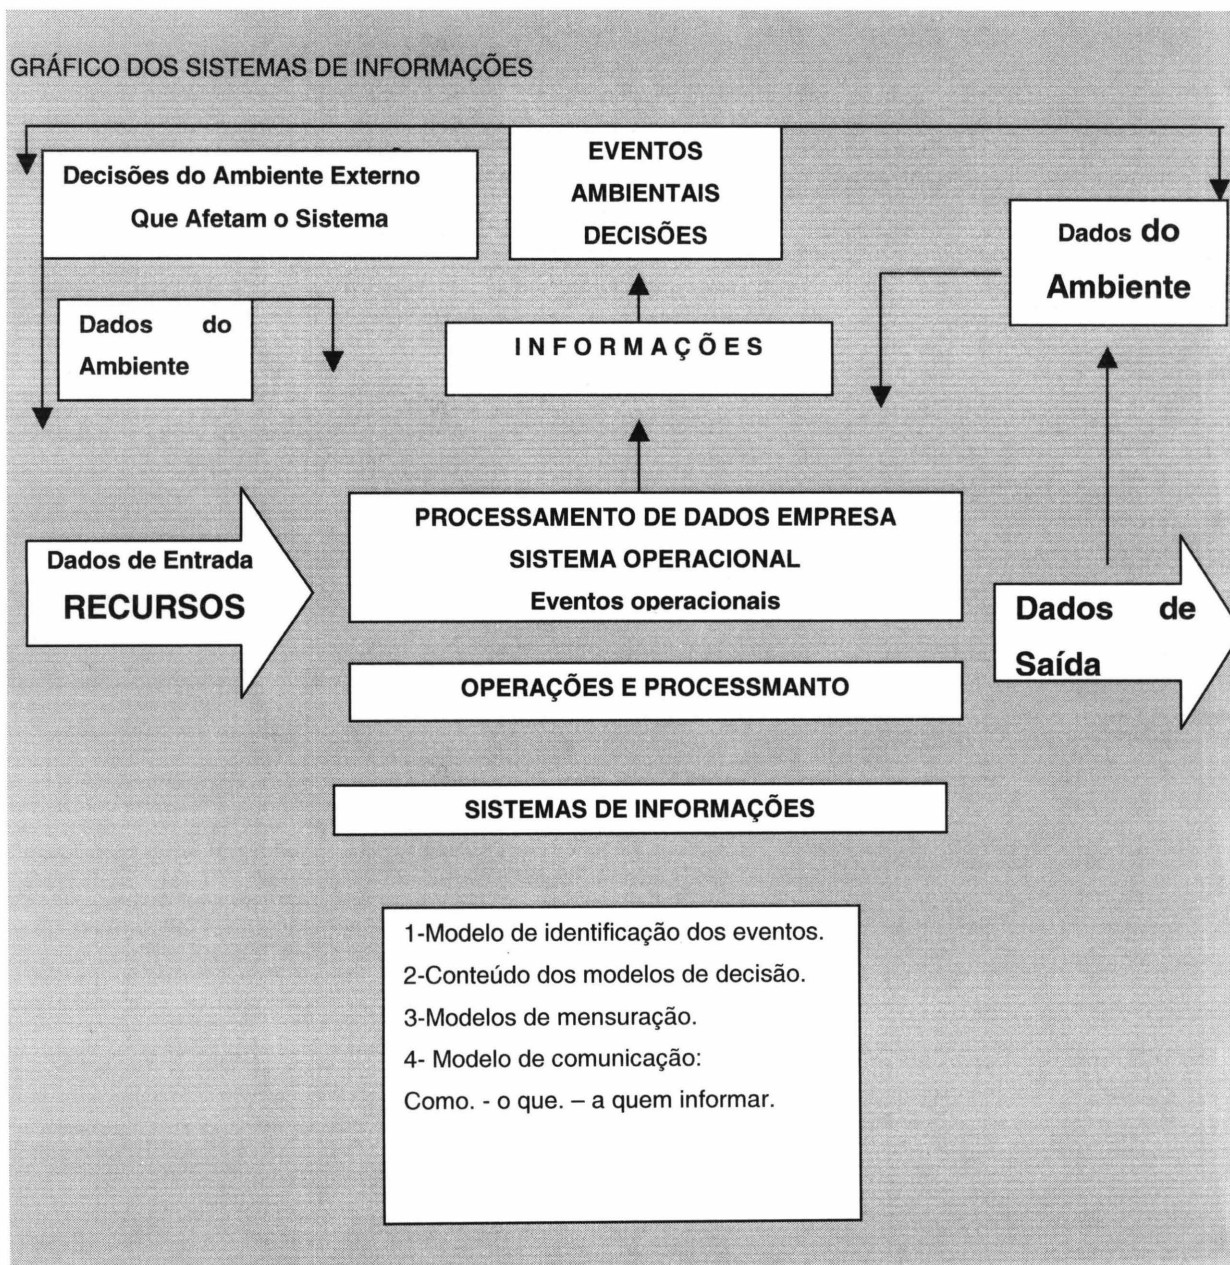 GRÁFICO DOS SISTEMAS DE INFORMAÇÕES
Decisões do Ambiente Externo
Que Afetam o Sistema
EVENTOS
AMBIENTAIS
DECISÕES
Dados do
Ambiente
Dados do
Ambiente
INFORMAÇÕES
Dados de Entrada
RECURSOS
PROCESSAMENTO DE DADOS EMPRESA
SISTEMA OPERACIONAL
Eventos operacionais
Dados de
Saída
OPERAÇÕES E PROCESSMANTO
SISTEMAS DE INFORMAÇÕES
1-Modelo de identificação dos eventos.
2-Conteúdo dos modelos de decisão.
3-Modelos de mensuração.
4- Modelo de comunicação:
Como. - o que. – a quem informar.